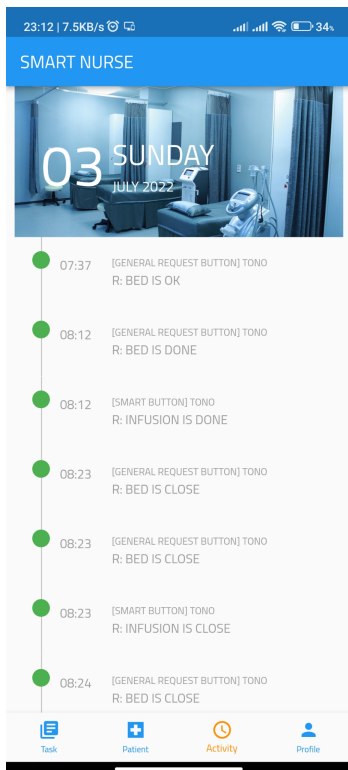 23:12 | 7.5KB/s 34%
SMART NURSE
03 SUNDAY
JULY 2022
07:37 [GENERAL REQUEST BUTTON] TONO
R: BED IS OK
08:12 [GENERAL REQUEST BUTTON] TONO
R: BED IS DONE
08:12 [SMART BUTTON] TONO
R: INFUSION IS DONE
08:23 [GENERAL REQUEST BUTTON] TONO
R: BED IS CLOSE
08:23 [GENERAL REQUEST BUTTON] TONO
R: BED IS CLOSE
08:23 [SMART BUTTON] TONO
R: INFUSION IS CLOSE
08:24 [GENERAL REQUEST BUTTON] TONO
R: BED IS CLOSE
Task Patient Activity Profile